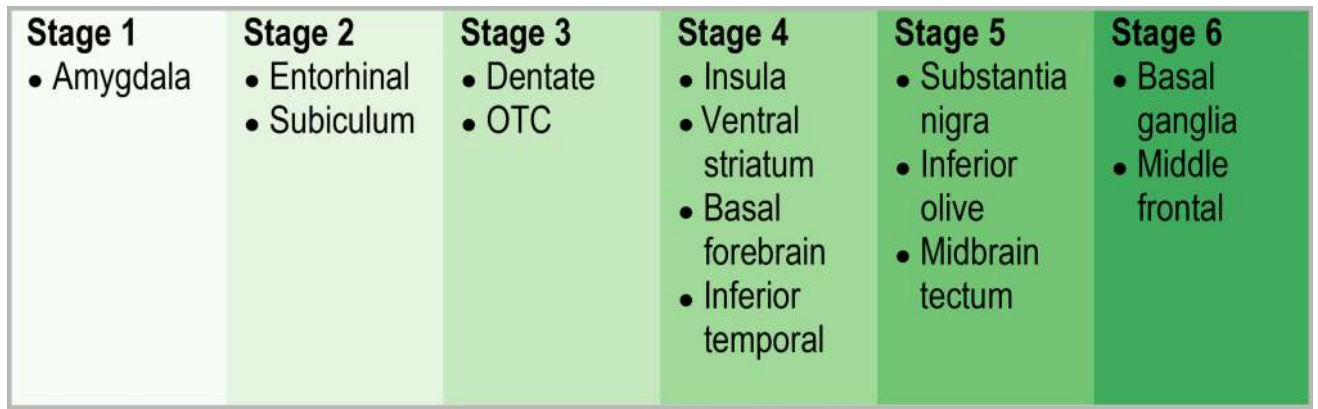 Stage 1
• Amygdala
Stage 2
• Entorhinal
• Subiculum
Stage 3
• Dentate
• OTC
Stage 4
• Insula
• Ventral
striatum
• Basal
forebrain
• Inferior
temporal
Stage 5
• Substantia
nigra
• Inferior
olive
• Midbrain
tectum
Stage 6
• Basal
ganglia
• Middle
frontal